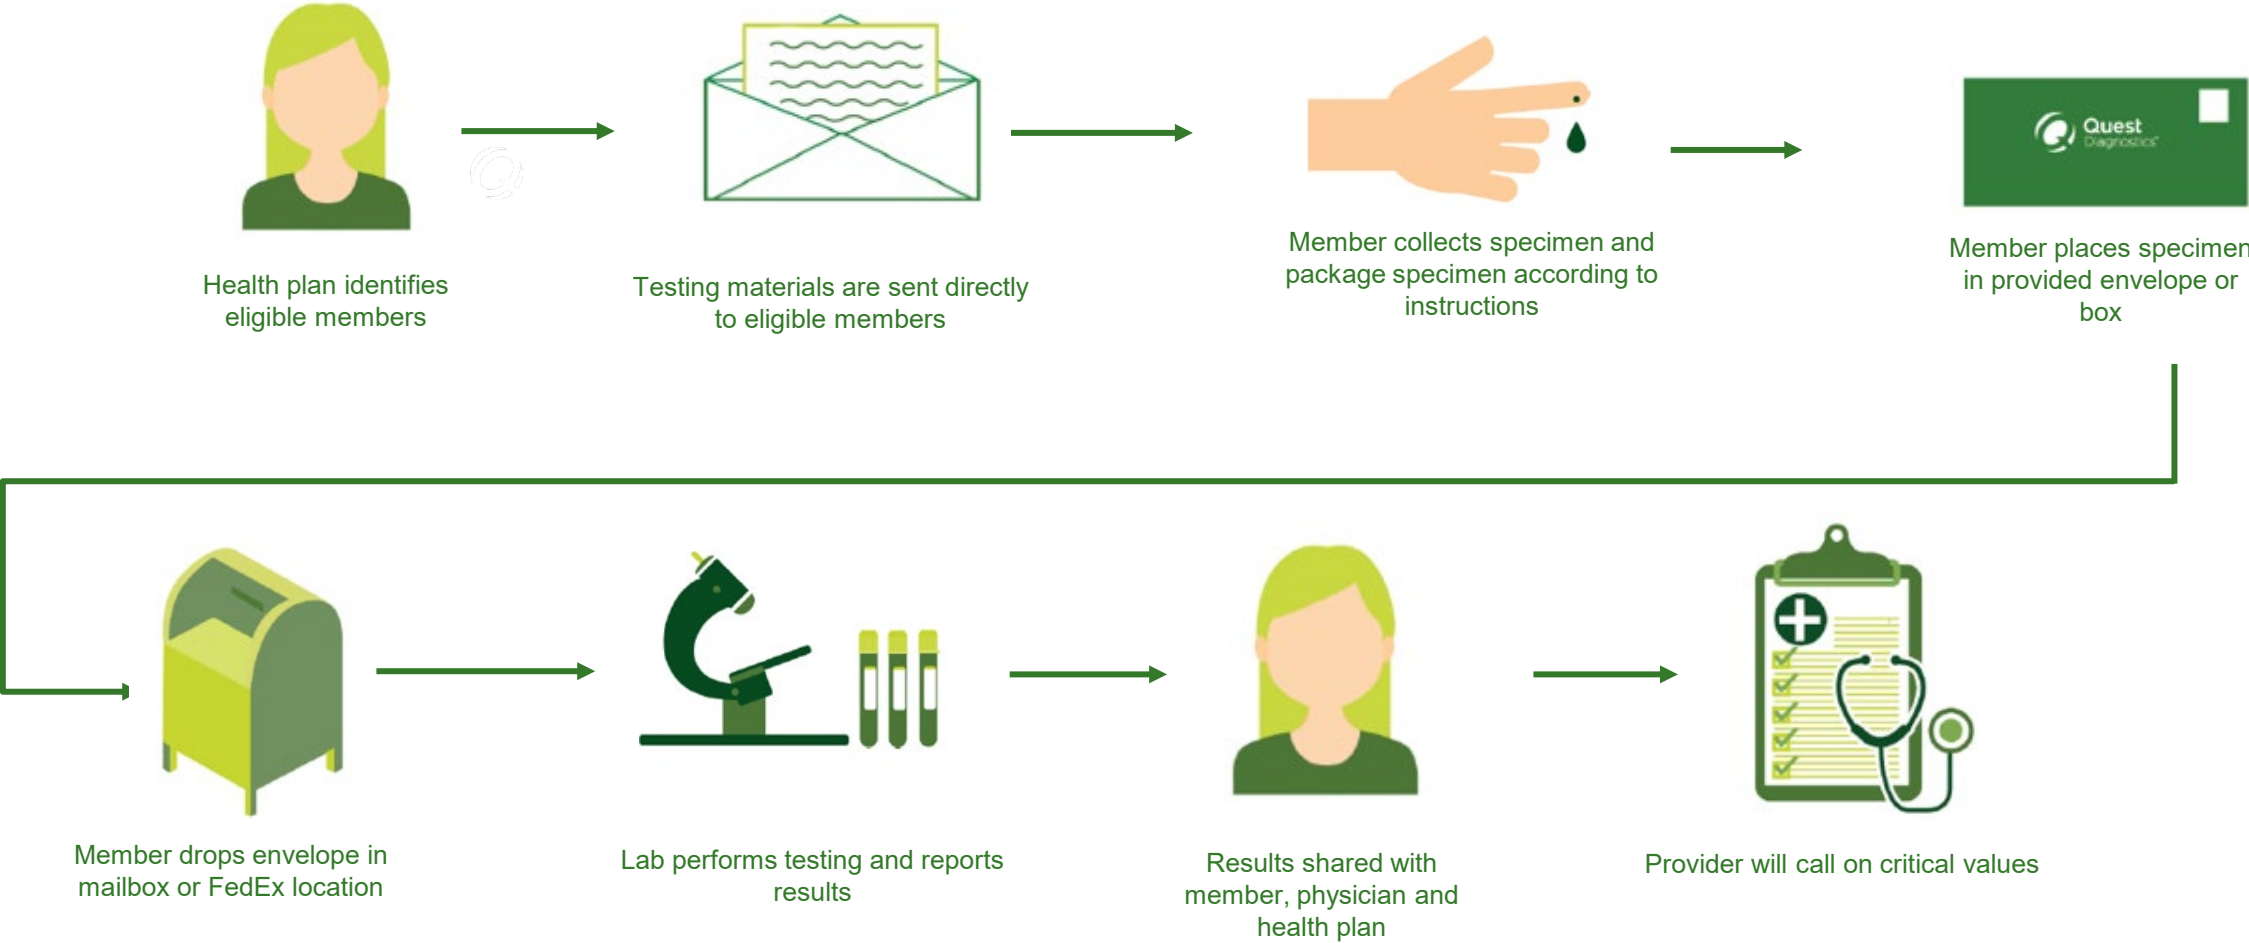 Quest
Diagnostics™
Health plan identifies
eligible members
Testing materials are sent directly
to eligible members
Member collects specimen and
package specimen according to
instructions
Member places specimen
in provided envelope or
box
Member drops envelope in
mailbox or FedEx location
Lab performs testing and reports
results
Results shared with
member, physician and
health plan
Provider will call on critical values